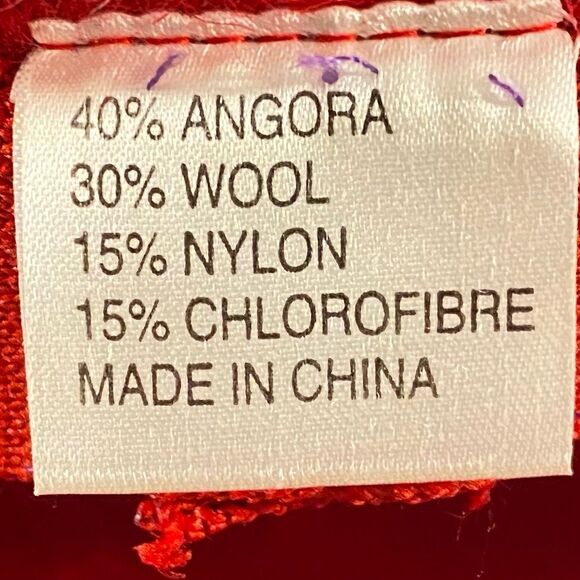 40% ANGORA
30% WOOL
15% NYLON
15% CHLOROFIBRE
MADE IN CHINA